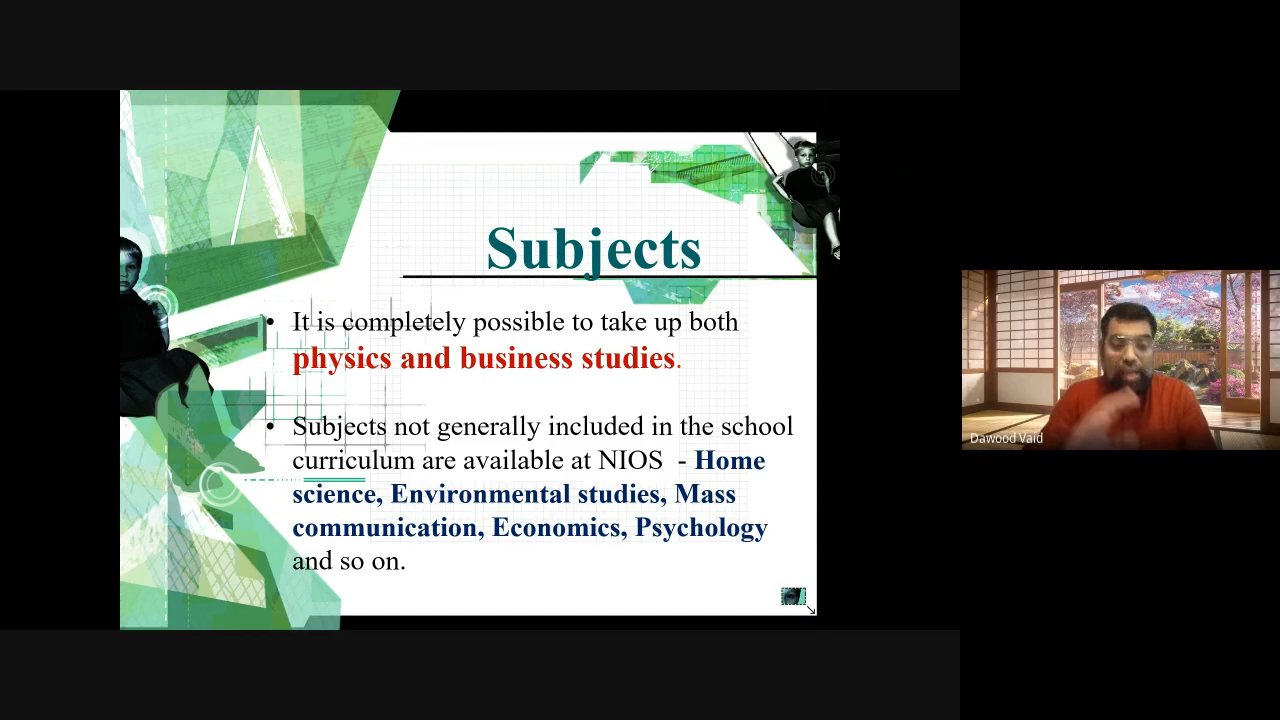 Subjects
• It is completely possible to take up both
physics and business studies.
• Subjects not generally included in the school
curriculum are available at NIOS - Home
science, Environmental studies, Mass
communication, Economics, Psychology
and so on.
Dawood Vaid